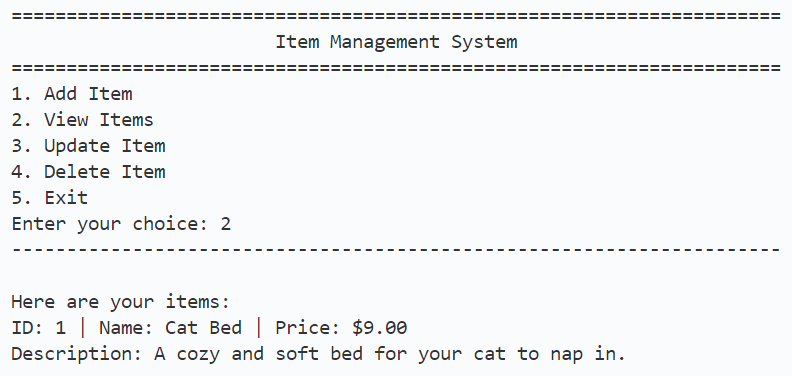 ======================================================================
Item Management System
======================================================================
1. Add Item
2. View Items
3. Update Item
4. Delete Item
5. Exit
Enter your choice: 2
----------------------------------------------------------------------
Here are your items:
ID: 1 | Name: Cat Bed | Price: $9.00
Description: A cozy and soft bed for your cat to nap in.